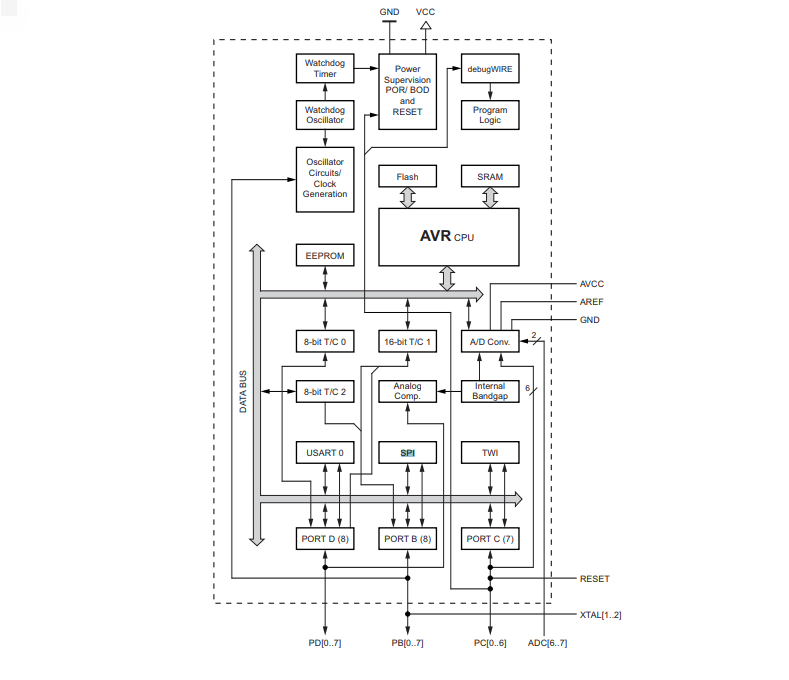 GND VCC
Watchdog
Timer
Power
Supervision
POR/ BOD
and
RESET
debugWIRE
Watchdog
Oscillator
Program
Logic
Oscillator
Circuits/
Clock
Generation
Flash
SRAM
AVR CPU
EEPROM
AVCC
AREF
GND
8-bit T/C 0
16-bit T/C 1
A/D Conv.
2
DATA BUS
8-bit T/C 2
Analog
Comp.
Internal
Bandgap
6
USART 0
SPI
TWI
PORT D (8)
PORT B (8)
PORT C (7)
RESET
XTAL[1..2]
PD[0..7]
PB[0..7]
PC[0..6]
ADC[6..7]